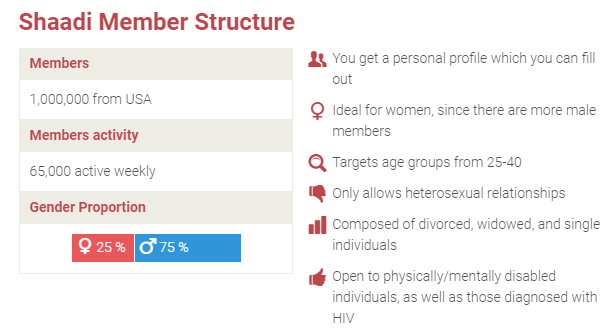 Shaadi Member Structure
Members
1,000,000 from USA
Members activity
65,000 active weekly
Gender Proportion
25 % 75 %
You get a personal profile which you can fill
out
Ideal for women, since there are more male
members
Targets age groups from 25-40
Only allows heterosexual relationships
Composed of divorced, widowed, and single
individuals
Open to physically/mentally disabled
individuals, as well as those diagnosed with
HIV